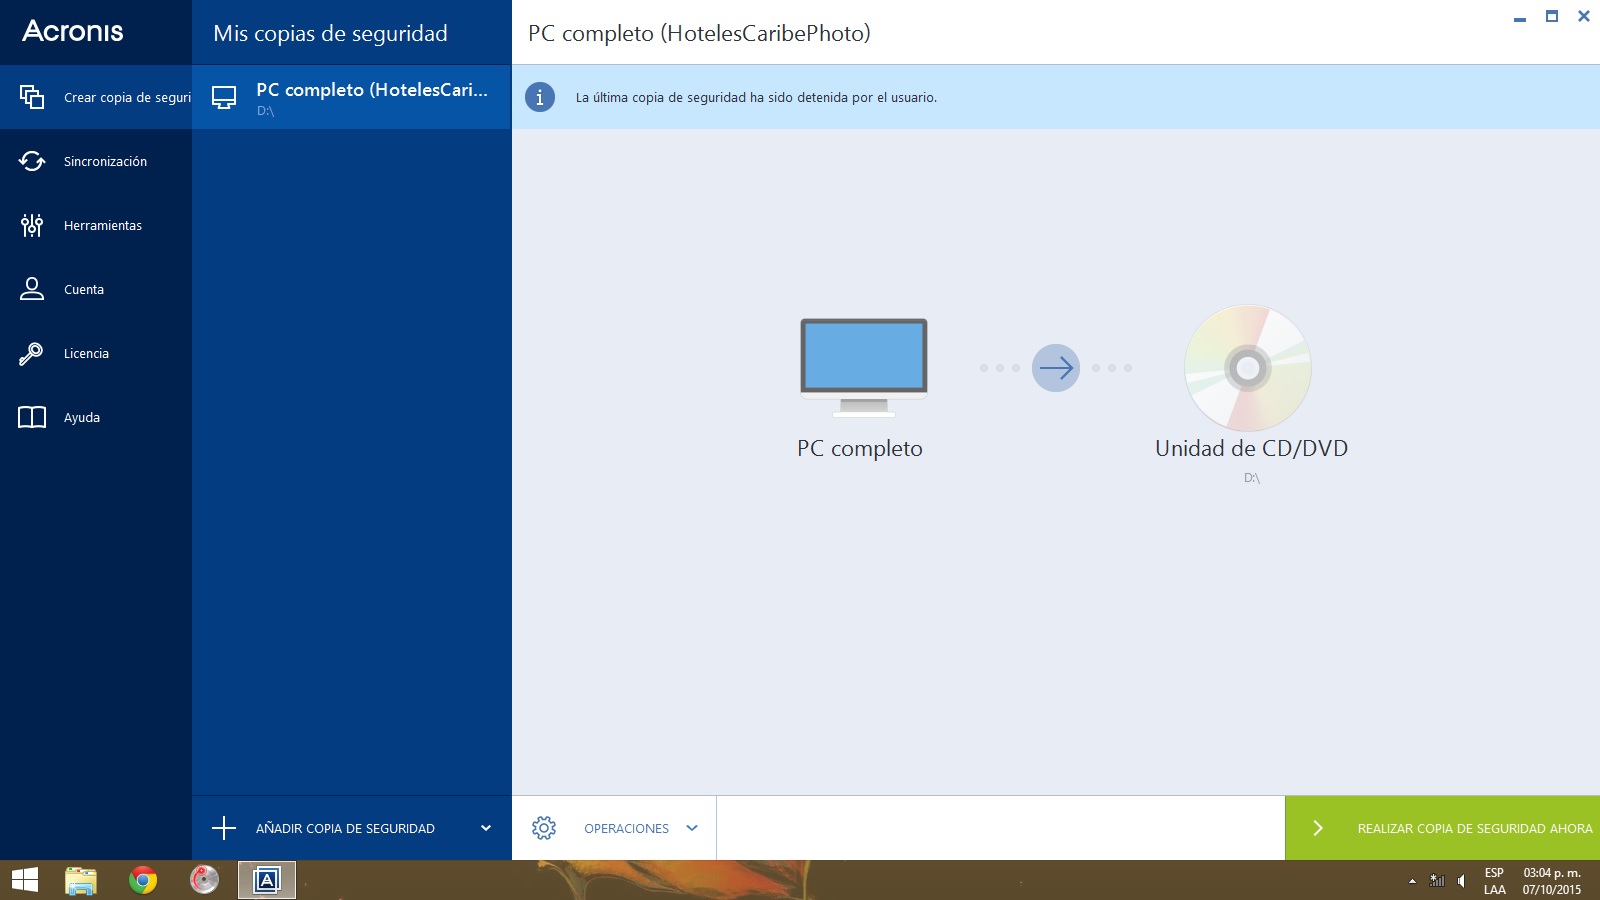 Acronis
Mis copias de seguridad
PC completo (HotelesCaribePhoto)
Crear copia de seguri
PC completo (HotelesCari...
D:\
La última copia de seguridad ha sido detenida por el usuario.
Sincronización
Herramientas
Cuenta
Licencia
Ayuda
PC completo
Unidad de CD/DVD
D:\
AÑADIR COPIA DE SEGURIDAD
OPERACIONES
REALIZAR COPIA DE SEGURIDAD AHORA
A
ESP
LAA
03:04 p. m.
07/10/2015